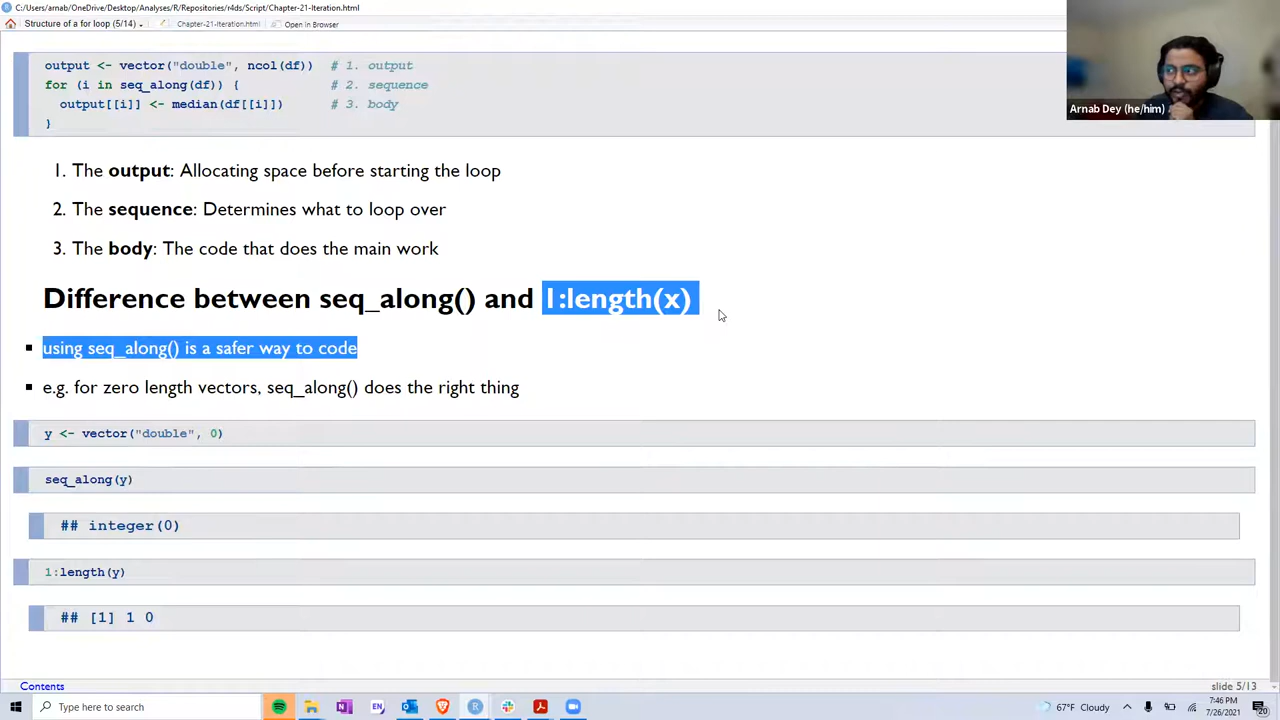 C:/Users/arnab/OneDrive/Desktop/Analyses/R/Repositories/r4ds/Script/Chapter-21-Iteration.html
Structure of a for loop (5/14) Chapter-21-Iteration.html Open in Browser
output <- vector("double", ncol(df)) # 1. output
for (i in seq_along(df)) { # 2. sequence
output[[i]] <- median(df[[i]]) # 3. body
}
Arnab Dey (he/him)
1. The output: Allocating space before starting the loop
2. The sequence: Determines what to loop over
3. The body: The code that does the main work
Difference between seq_along() and 1:length(x)
using seq_along() is a safer way to code
e.g. for zero length vectors, seq_along() does the right thing
y <- vector("double", 0)
seq_along(y)
## integer(0)
1:length(y)
## [1] 1 0
Contents
slide 5/13
Type here to search
67°F Cloudy
7:46 PM
7/26/2021
20